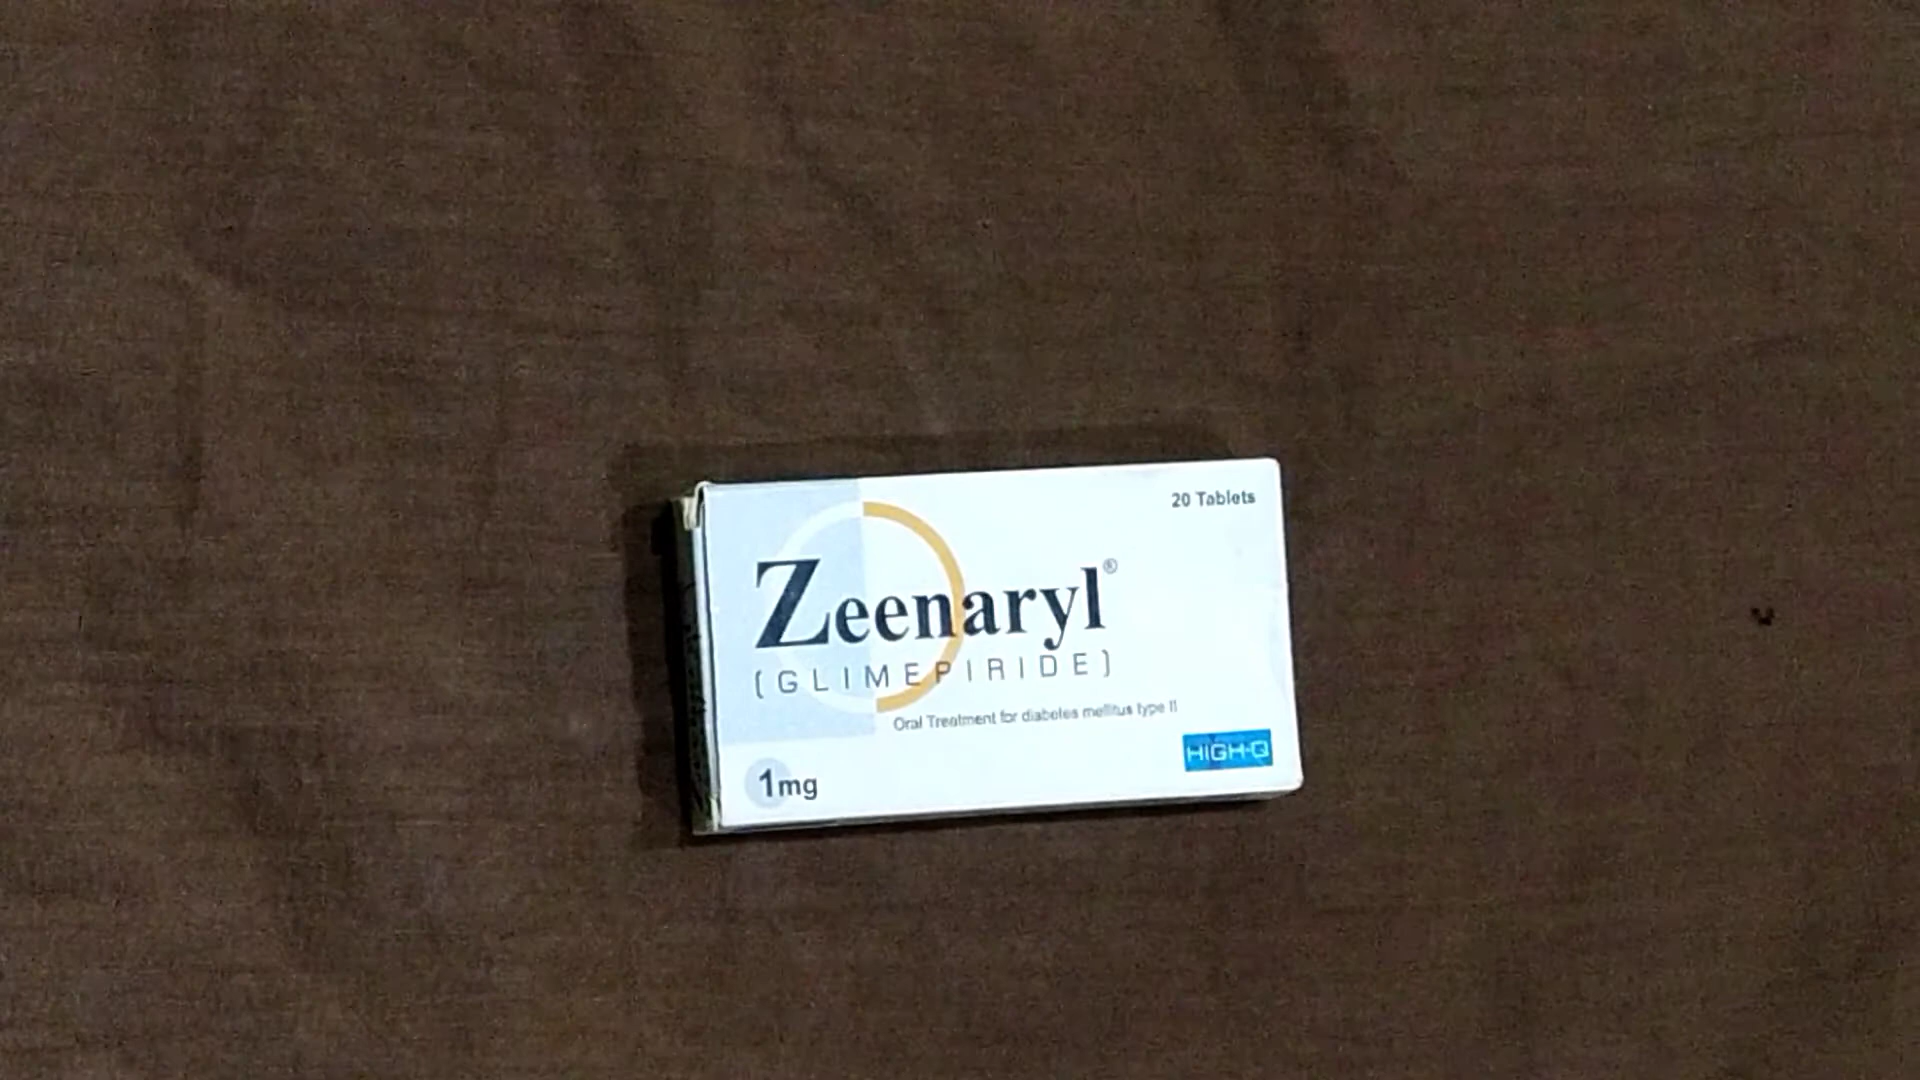 20 Tablets
Zeenaryl®
(GLIMEPIRIDE)
Oral Treatment for diabetes mellitus type II
HIGH-Q
1mg